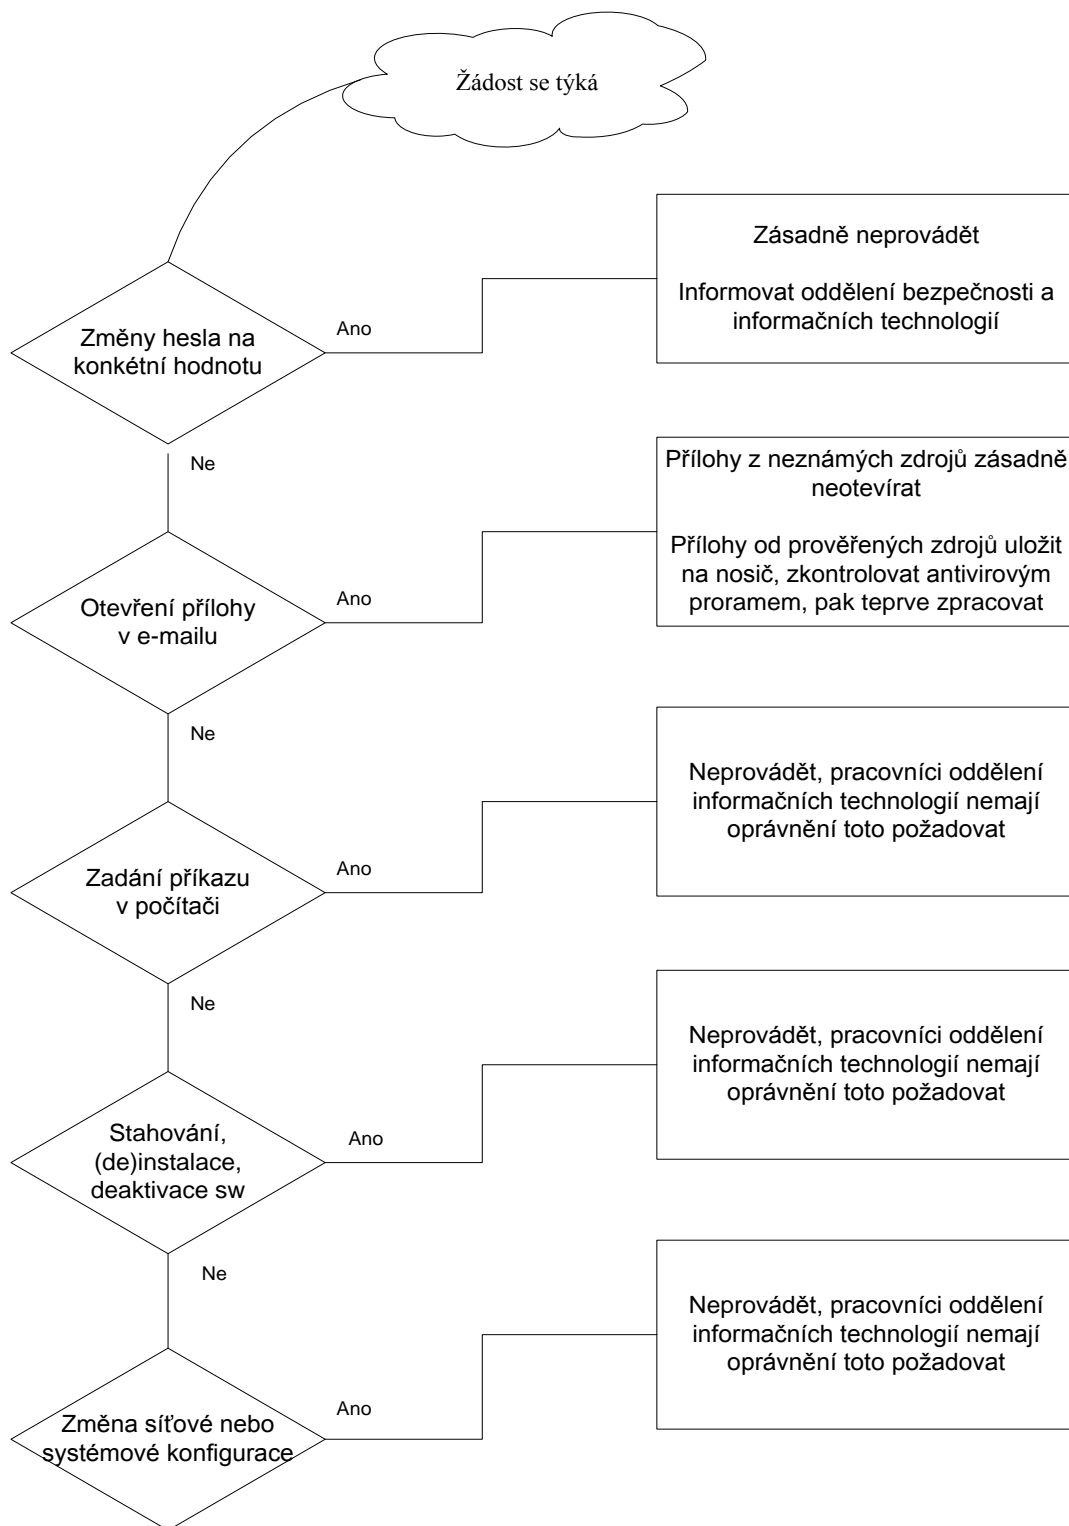 Žádost se týká
Zásadně neprovádět
Informovat oddělení bezpečnosti a
informačních technologií
Změny hesla na
konkétní hodnotu
Ano
Ne
Přílohy z neznámých zdrojů zásadně
neotevírat
Přílohy od prověřených zdrojů uložit
na nosič, zkontrolovat antivirovým
proramem, pak teprve zpracovat
Otevření přílohy
v e-mailu
Ano
Ne
Neprovádět, pracovníci oddělení
informačních technologií nemají
oprávnění toto požadovat
Zadání příkazu
v počítači
Ano
Ne
Neprovádět, pracovníci oddělení
informačních technologií nemají
oprávnění toto požadovat
Stahování,
(de)instalace,
deaktivace sw
Ano
Ne
Neprovádět, pracovníci oddělení
informačních technologií nemají
oprávnění toto požadovat
Změna síťové nebo
systémové konfigurace
Ano